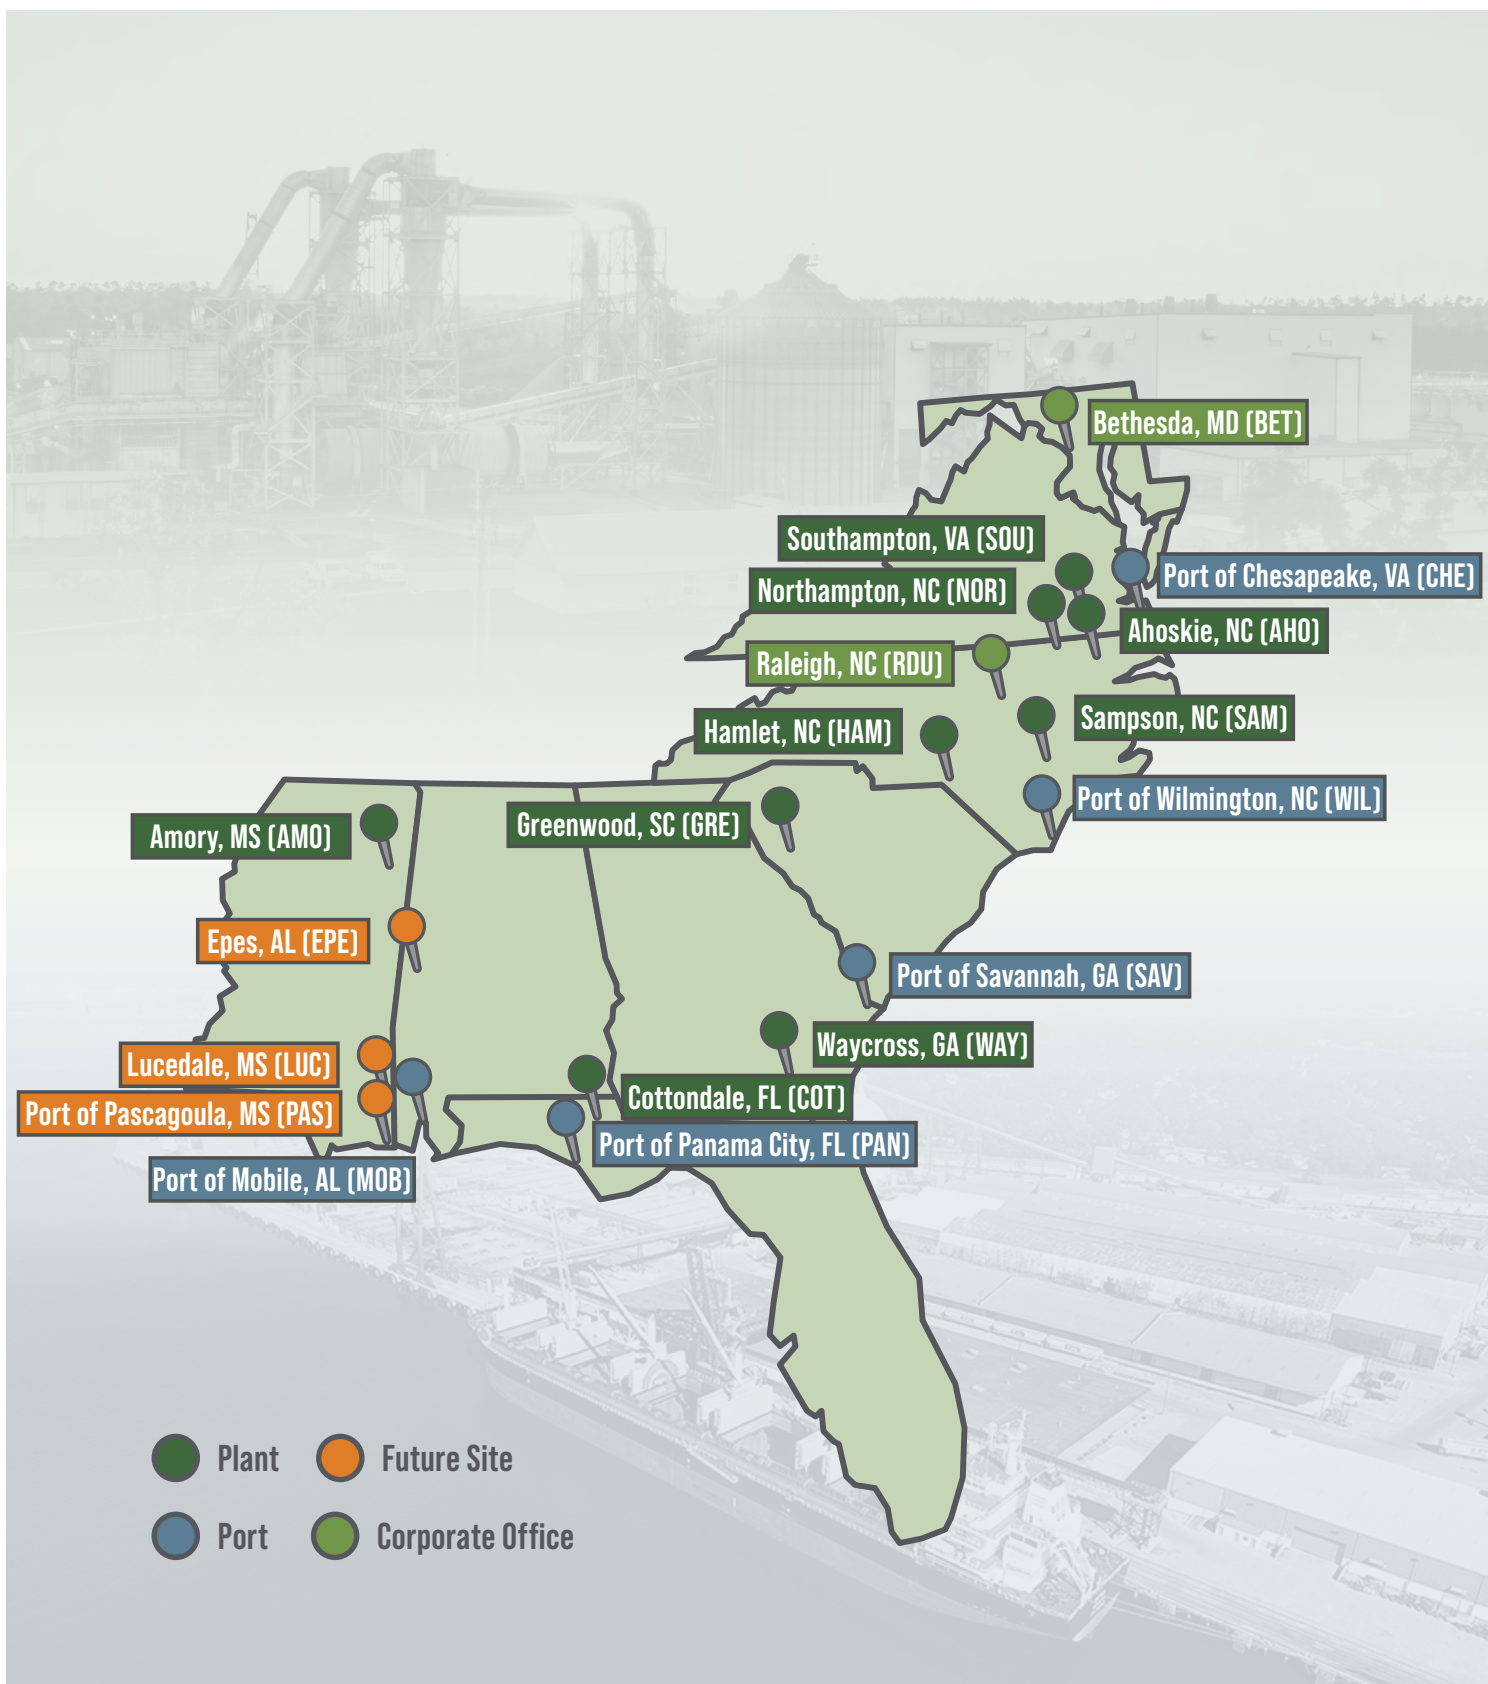 Bethesda, MD (BET)
Southampton, VA (SOU)
Port of Chesapeake, VA (CHE)
Northampton, NC (NOR)
Ahoskie, NC (AHO)
Raleigh, NC (RDU)
Sampson, NC (SAM)
Hamlet, NC (HAM)
Port of Wilmington, NC (WIL)
Greenwood, SC (GRE)
Amory, MS (AMO)
Epes, AL (EPE)
Port of Savannah, GA (SAV)
Waycross, GA (WAY)
Lucedale, MS (LUC)
Cottondale, FL (COT)
Port of Pascagoula, MS (PAS)
Port of Panama City, FL (PAN)
Port of Mobile, AL (MOB)
Plant
Future Site
Port
Corporate Office